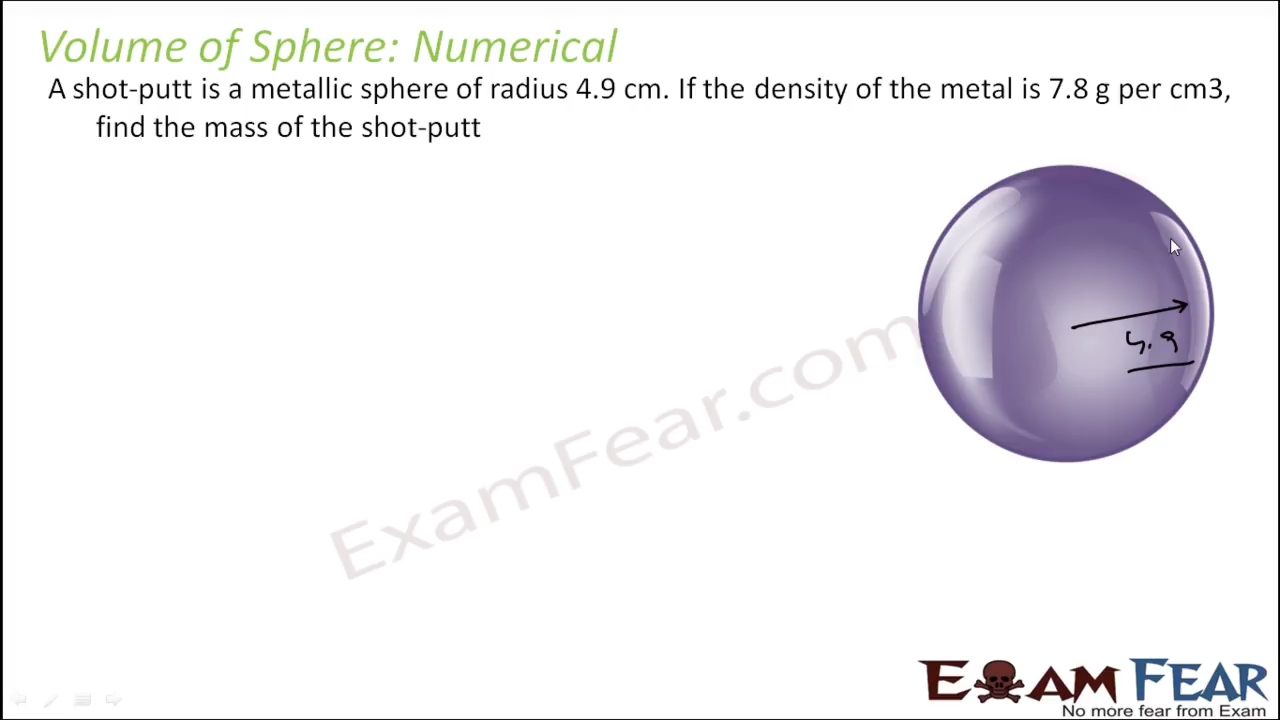 Volume of Sphere: Numerical
A shot-putt is a metallic sphere of radius 4.9 cm. If the density of the metal is 7.8 g per cm3,
find the mass of the shot-putt
4.9
ExamFear.com
EXAM FEAR
No more fear from Exam